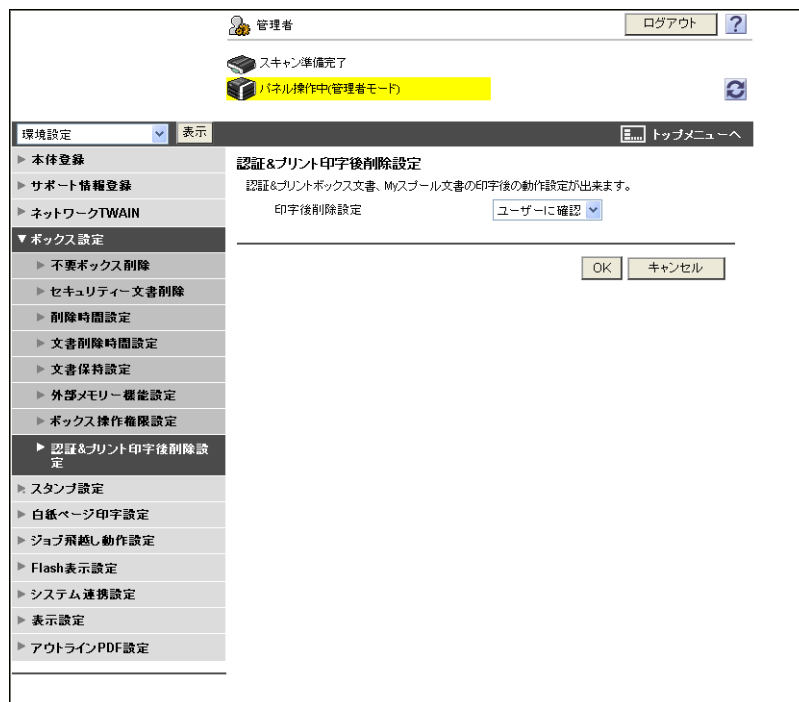 管理者
ログアウト
?
スキャン準備完了
パネル操作中(管理者モード)
環境設定
表示
トップメニューへ
本体登録
サポート情報登録
ネットワークTWAIN
ボックス設定
不要ボックス削除
セキュリティー文書削除
削除時間設定
文書削除時間設定
文書保持設定
外部メモリー機能設定
ボックス操作権限設定
認証&プリント印字後削除設
定
スタンプ設定
白紙ページ印字設定
ジョブ飛越し動作設定
Flash表示設定
システム連携設定
表示設定
アウトラインPDF設定
認証&プリント印字後削除設定
認証&プリントボックス文書、Myスプール文書の印字後の動作設定が出来ます。
印字後削除設定
ユーザーに確認
OK
キャンセル